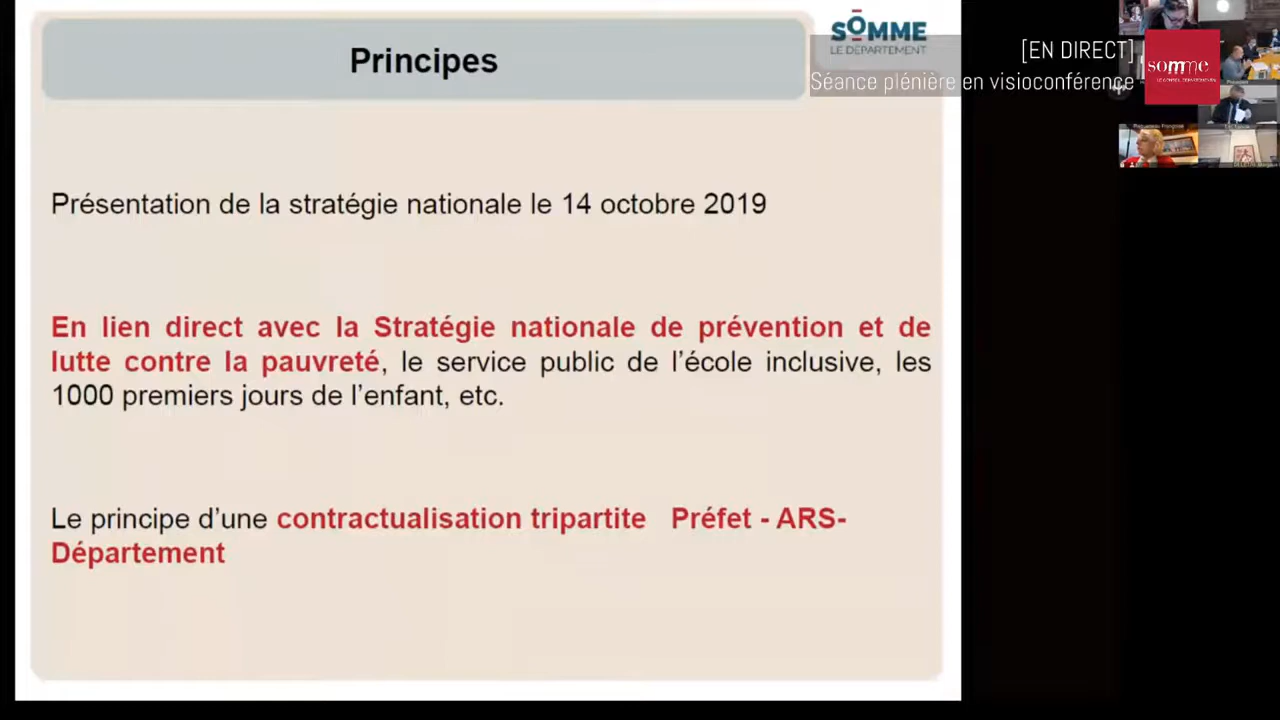 Principes
SOMME
LE DÉPARTEMENT
[EN DIRECT]
Séance plénière en visioconférence
somme
Présentation de la stratégie nationale le 14 octobre 2019
En lien direct avec la Stratégie nationale de prévention et de
lutte contre la pauvreté, le service public de l’école inclusive, les
1000 premiers jours de l’enfant, etc.
Le principe d’une contractualisation tripartite Préfet - ARS-
Département